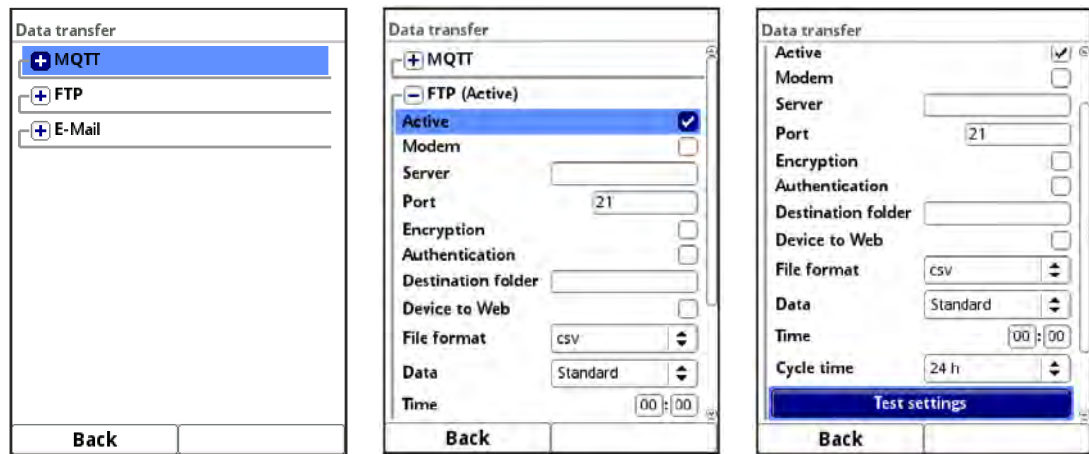 Data transfer
MQTT
FTP
E-Mail
Back
Data transfer
MQTT
FTP (Active)
Active
Modem
Server
Port 21
Encryption
Authentication
Destination folder
Device to Web
File format csv
Data Standard
Time 00:00
Back
Data transfer
Active
Modem
Server
Port 21
Encryption
Authentication
Destination folder
Device to Web
File format csv
Data Standard
Time 00:00
Cycle time 24 h
Test settings
Back